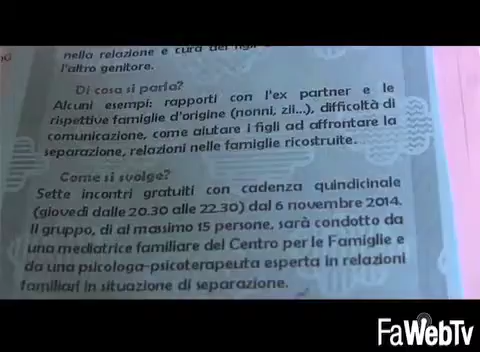 nella relazione e cura dei figli
l'altro genitore.
Di cosa si parla?
Alcuni esempi: rapporti con l'ex partner e le
rispettive famiglie d'origine (nonni, zii...), difficoltà di
comunicazione, come aiutare i figli ad affrontare la
separazione, relazioni nelle famiglie ricostruite.
Come si svolge?
Sette incontri gratuiti con cadenza quindicinale
(giovedì dalle 20.30 alle 22.30) dal 6 novembre 2014.
Il gruppo, di al massimo 15 persone, sarà condotto da
una mediatrice familiare del Centro per le Famiglie e
da una psicologa-psicoterapeuta esperta in relazioni
familiari in situazione di separazione.
FaWebTv